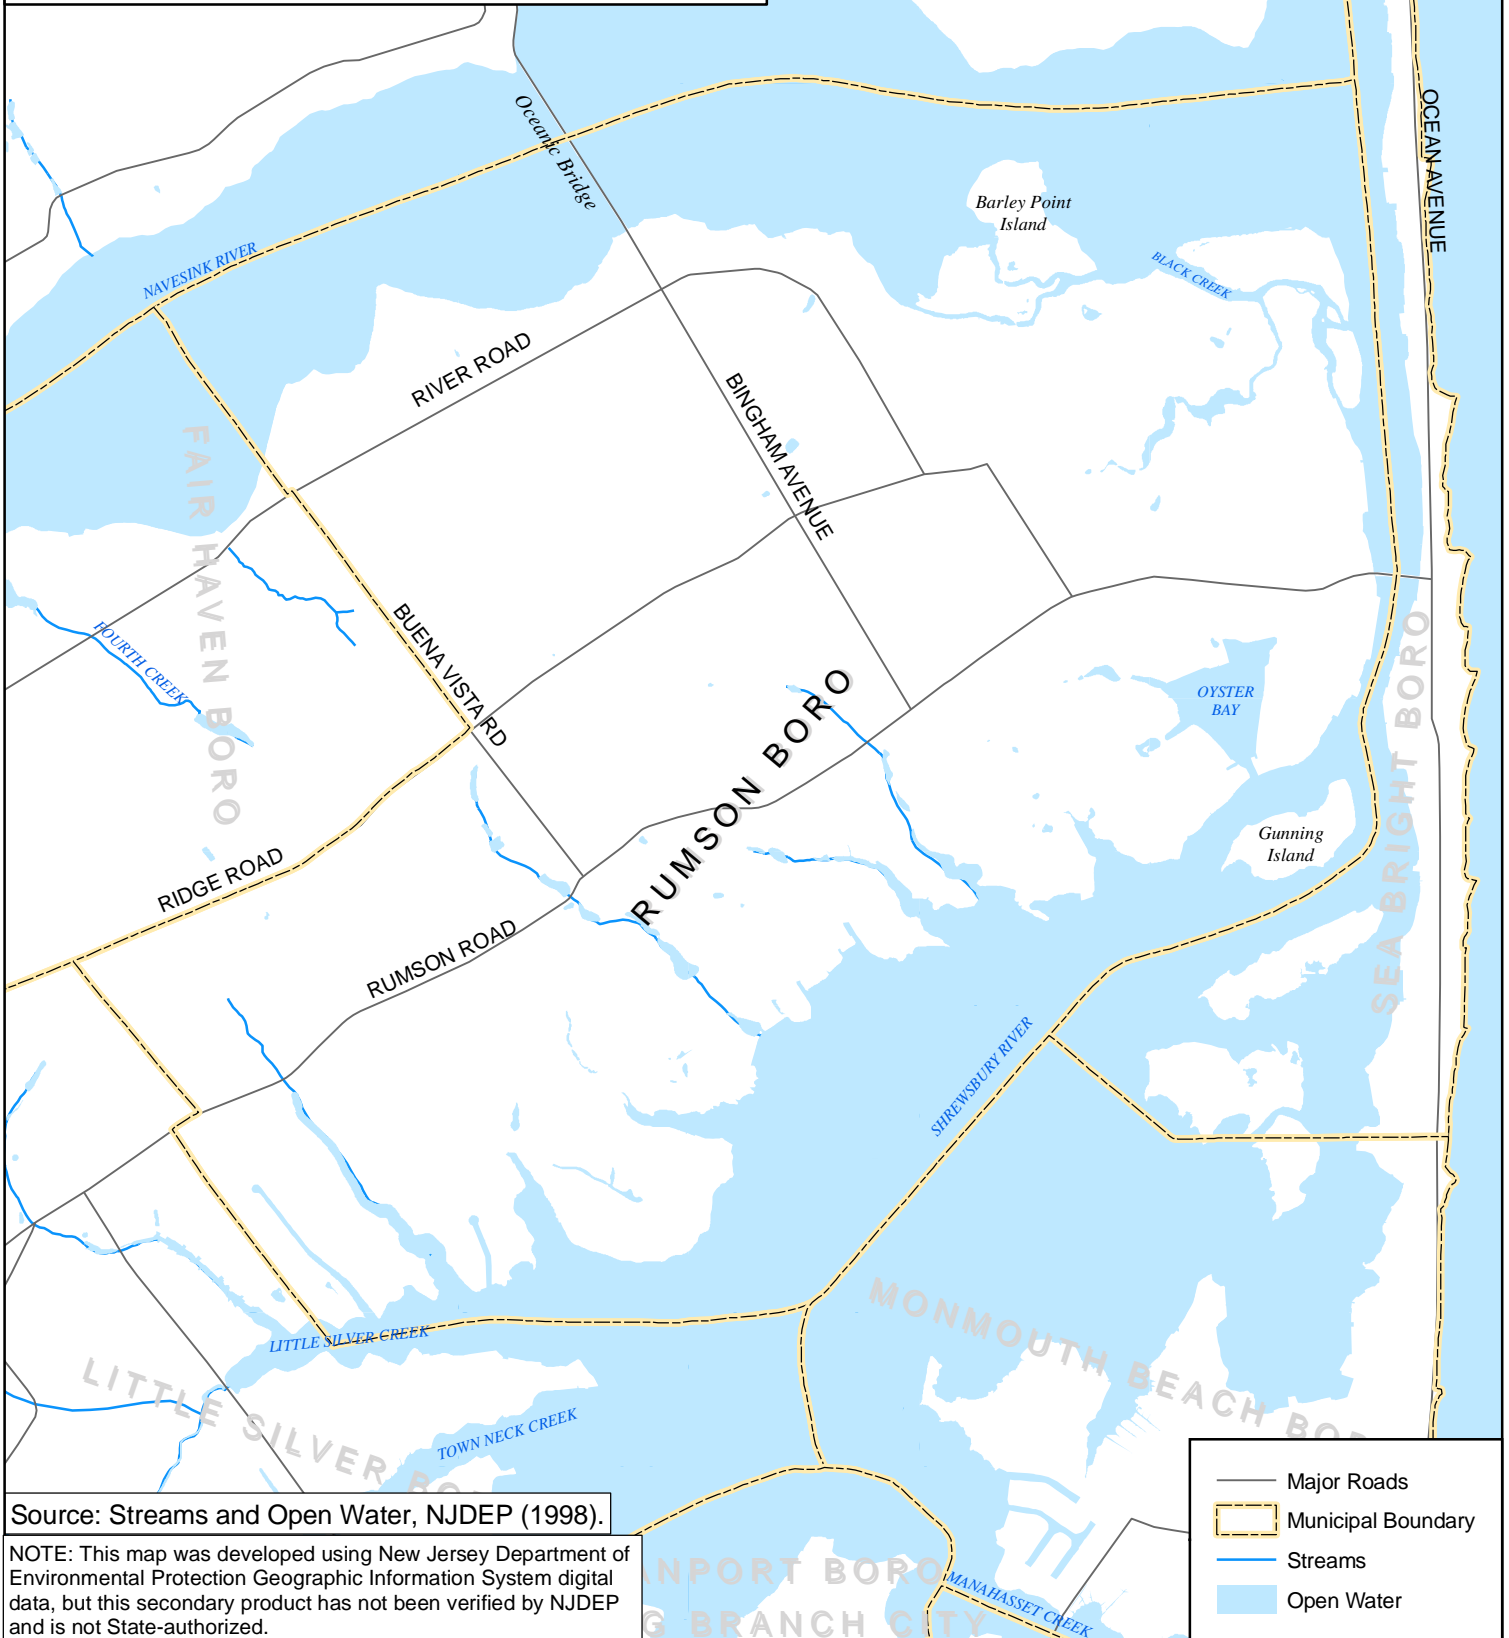 Oceanic Bridge
OCEAN AVENUE
Barley Point
Island
NAVESINK RIVER
BLACK CREEK
RIVER ROAD
BINGHAM AVENUE
FAIR HAVEN BORO
BUENA VISTA RD
FOURTH CREEK
RUMSON BORO
OYSTER
BAY
SEA BRIGHT BORO
Gunning
Island
RIDGE ROAD
RUMSON ROAD
SHREWSBURY RIVER
MONMOUTH BEACH BO
LITTLE SILVER CREEK
LITTLE SILVER BO
TOWN NECK CREEK
Major Roads
Municipal Boundary
Streams
Open Water
Source: Streams and Open Water, NJDEP (1998).
NOTE: This map was developed using New Jersey Department of
Environmental Protection Geographic Information System digital
data, but this secondary product has not been verified by NJDEP
and is not State-authorized.
ANPORT BORO
G BRANCH CITY
MANAHASSET CREEK